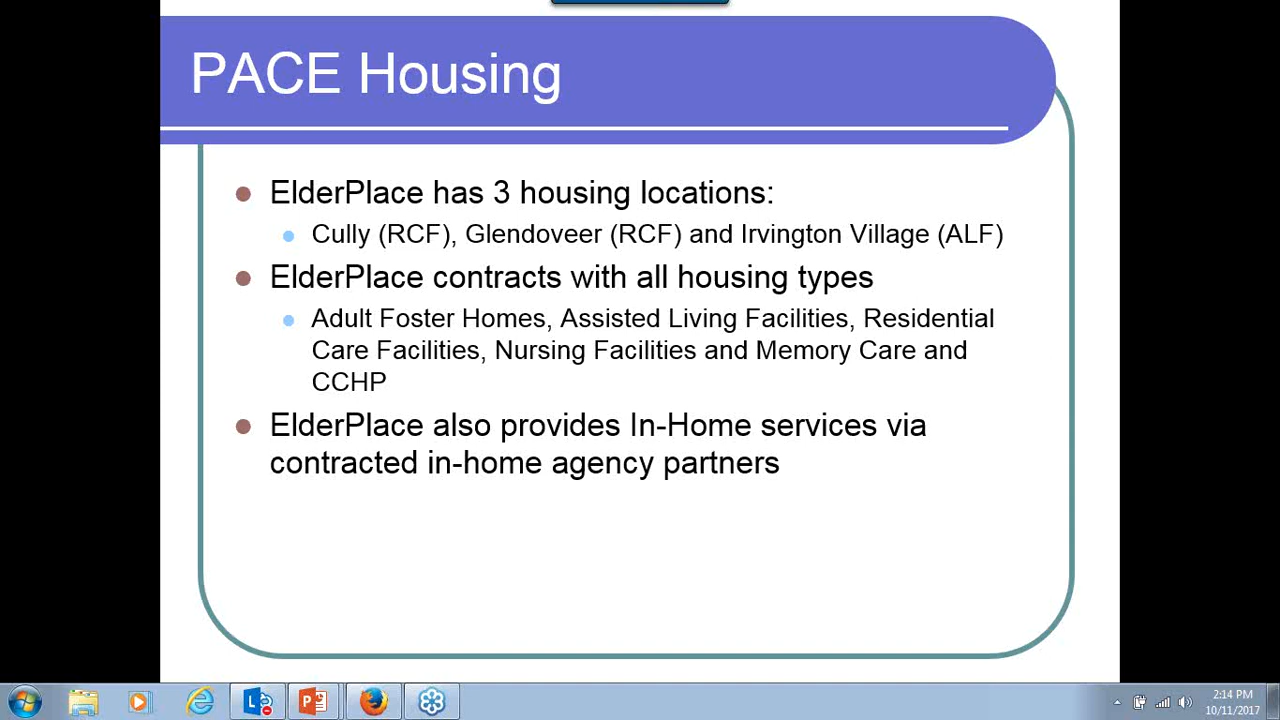 PACE Housing
ElderPlace has 3 housing locations:
Cully (RCF), Glendoveer (RCF) and Irvington Village (ALF)
ElderPlace contracts with all housing types
Adult Foster Homes, Assisted Living Facilities, Residential
Care Facilities, Nursing Facilities and Memory Care and
CCHP
ElderPlace also provides In-Home services via
contracted in-home agency partners
2:14 PM
10/11/2017